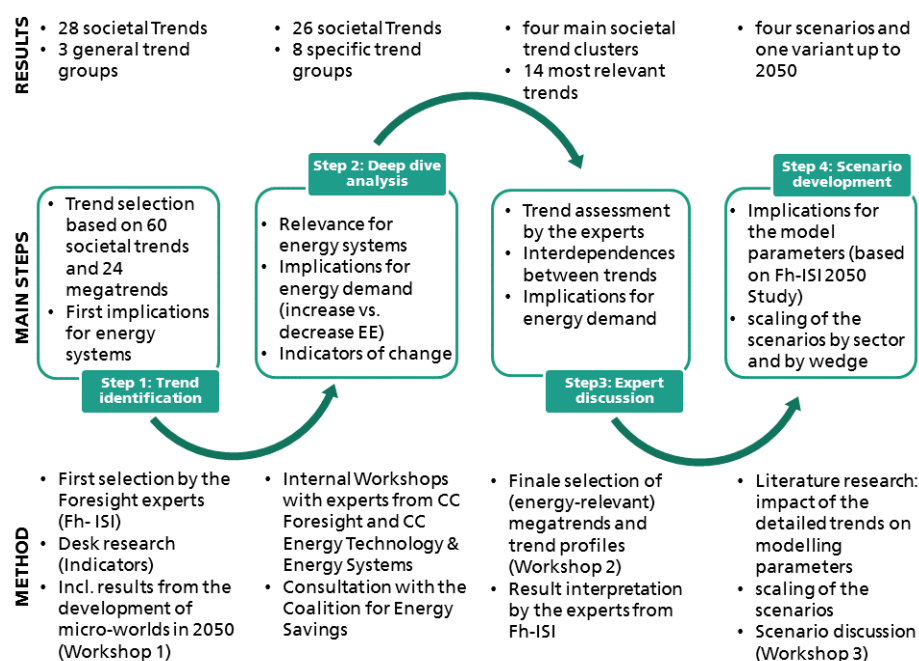 RESULTS
• 28 societal Trends
• 3 general trend
groups
• 26 societal Trends
• 8 specific trend
groups
• four main societal
trend clusters
• 14 most relevant
trends
• four scenarios and
one variant up to
2050
MAIN STEPS
• Trend selection
based on 60
societal trends
and 24
megatrends
• First implications
for energy
systems
Step 1: Trend
identification
Step 2: Deep dive
analysis
• Relevance for
energy systems
• Implications for
energy demand
(increase vs.
decrease EE)
• Indicators of change
• Trend assessment
by the experts
• Interdependences
between trends
• Implications for
energy demand
Step3: Expert
discussion
Step 4: Scenario
development
• Implications for
the model
parameters (based
on Fh-ISI 2050
Study)
• scaling of the
scenarios by sector
and by wedge
METHOD
• First selection by the
Foresight experts
(Fh- ISI)
• Desk research
(Indicators)
• Incl. results from the
development of
micro-worlds in 2050
(Workshop 1)
• Internal Workshops
with experts from CC
Foresight and CC
Energy Technology &
Energy Systems
• Consultation with the
Coalition for Energy
Savings
• Finale selection of
(energy-relevant)
megatrends and
trend profiles
(Workshop 2)
• Result interpretation
by the experts from
Fh-ISI
• Literature research:
impact of the
detailed trends on
modelling
parameters
• scaling of the
scenarios
• Scenario discussion
(Workshop 3)